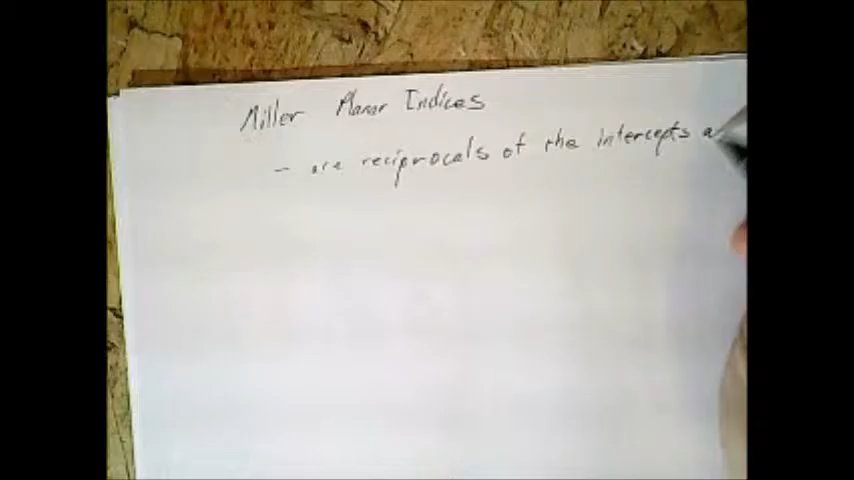 Miller Planar Indices
- are reciprocals of the intercepts a